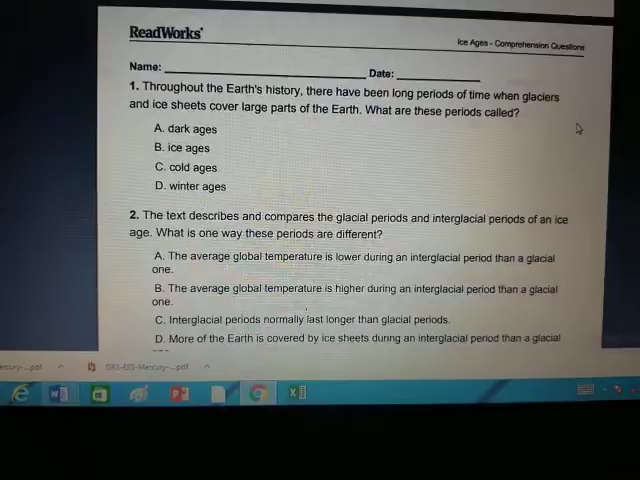 ReadWorks®
Ice Ages - Comprehension Questions
Name: Date:
1. Throughout the Earth's history, there have been long periods of time when glaciers
and ice sheets cover large parts of the Earth. What are these periods called?
A. dark ages
B. ice ages
C. cold ages
D. winter ages
2. The text describes and compares the glacial periods and interglacial periods of an ice
age. What is one way these periods are different?
A. The average global temperature is lower during an interglacial period than a glacial
one.
B. The average global temperature is higher during an interglacial period than a glacial
one.
C. Interglacial periods normally last longer than glacial periods.
D. More of the Earth is covered by ice sheets during an interglacial period than a glacial
ercury-...pdf -Mercury-...pdf